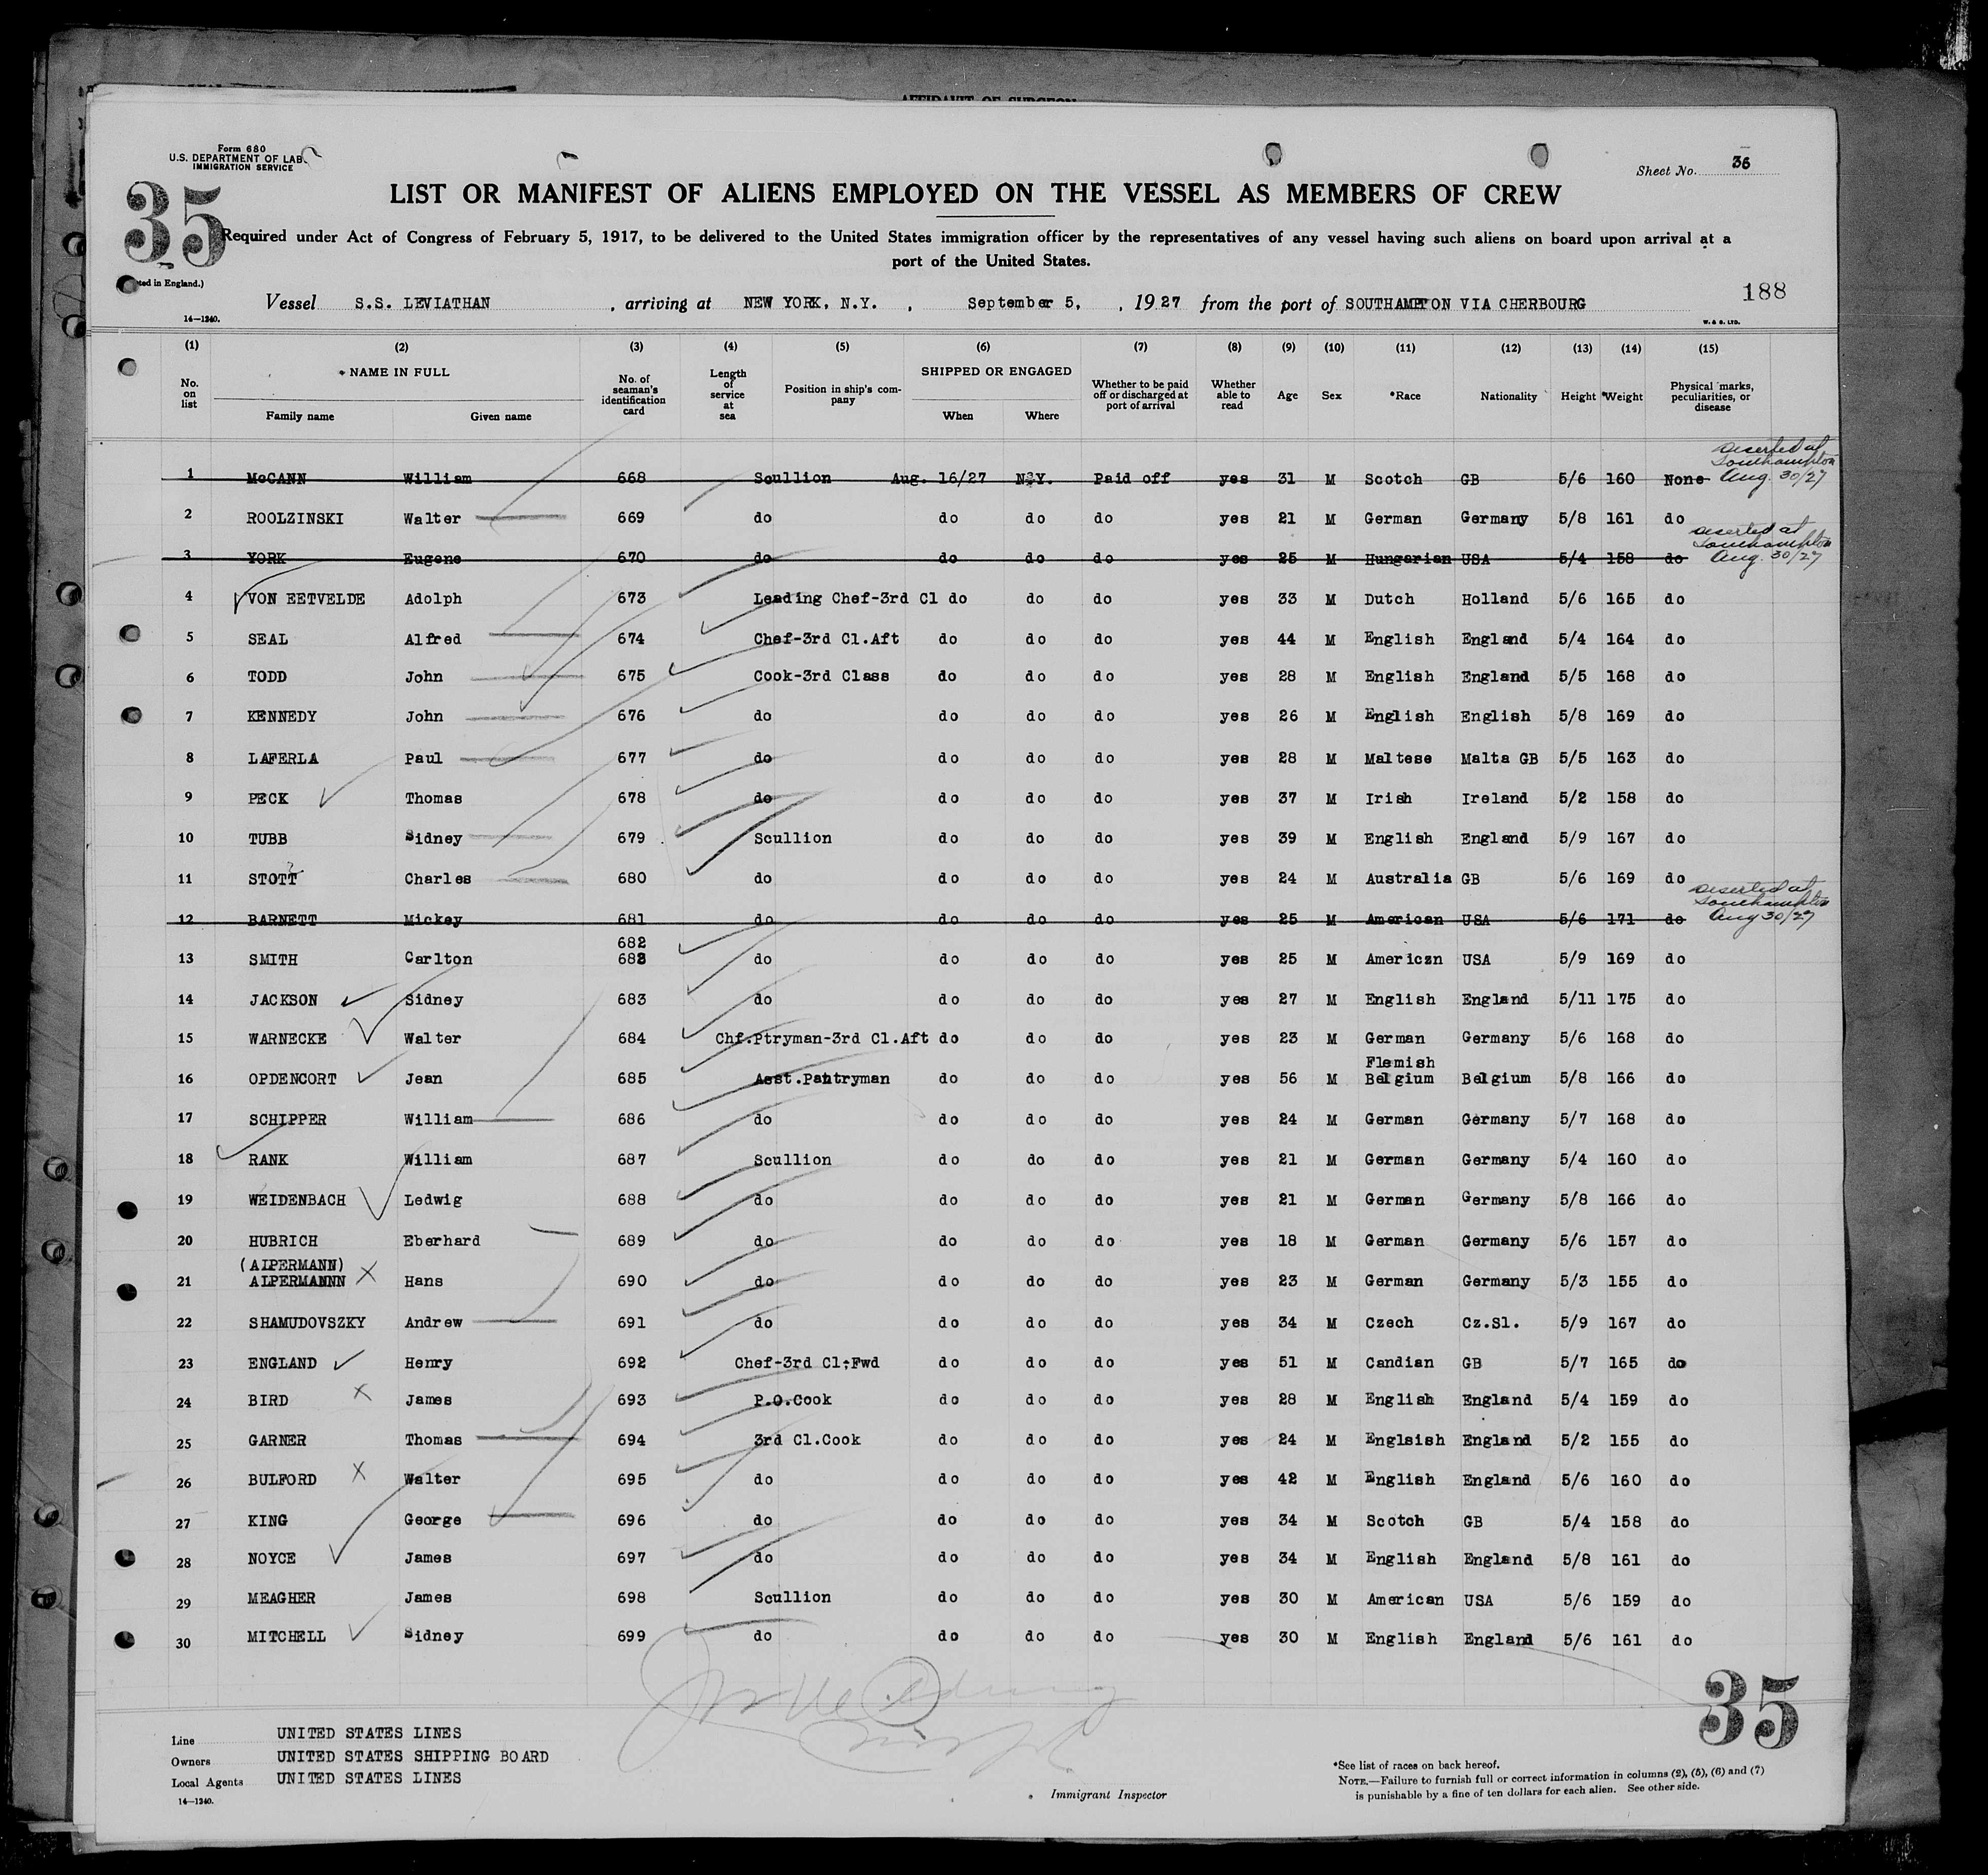 AFFIDAVIT OF SURGEON
Form 680
U.S. DEPARTMENT OF LAB
IMMIGRATION SERVICE
35
Sheet No. 36
LIST OR MANIFEST OF ALIENS EMPLOYED ON THE VESSEL AS MEMBERS OF CREW
Required under Act of Congress of February 5, 1917, to be delivered to the United States immigration officer by the representatives of any vessel having such aliens on board upon arrival at a
port of the United States.
ted in England.)
188
Vessel S.S. LEVIATHAN , arriving at NEW YORK, N.Y. , September 5, , 1927 from the port of SOUTHAMPTON VIA CHERBOURG
14—1240.
W. & S. LTD.
(1) (2) (3) (4) (5) (6) (7) (8) (9) (10) (11) (12) (13) (14) (15)
No. on list NAME IN FULL Family name Given name No. of seaman's identification card Length of service at sea Position in ship's company SHIPPED OR ENGAGED When Where Whether to be paid off or discharged at port of arrival Whether able to read Age Sex *Race Nationality Height *Weight Physical marks, peculiarities, or disease
1 McCANN William 668 Scullion Aug. 16/27 N.Y. Paid off yes 31 M Scotch GB 5/6 160 None Deserted at Southampton Aug. 30/27
2 ROOLZINSKI Walter 669 do do do do yes 21 M German Germany 5/8 161 do
3 YORK Eugene 670 do do do do yes 25 M Hungarian USA 5/4 158 do Deserted at Southampton Aug. 30/27
4 VON EETVELDE Adolph 673 Leading Chef-3rd Cl do do do yes 33 M Dutch Holland 5/6 165 do
5 SEAL Alfred 674 Chef-3rd Cl.Aft do do do yes 44 M English England 5/4 164 do
6 TODD John 675 Cook-3rd Class do do do yes 28 M English England 5/5 168 do
7 KENNEDY John 676 do do do do yes 26 M English English 5/8 169 do
8 LAFERLA Paul 677 do do do do yes 28 M Maltese Malta GB 5/5 163 do
9 PECK Thomas 678 do do do do yes 37 M Irish Ireland 5/2 158 do
10 TUBB Sidney 679 Scullion do do do yes 39 M English England 5/9 167 do
11 STOTT Charles 680 do do do do yes 24 M Australia GB 5/6 169 do
12 BARNETT Mickey 681 do do do do yes 25 M American USA 5/6 171 do Deserted at Southampton Aug 30/27
682
13 SMITH Carlton 682 do do do do yes 25 M Americzn USA 5/9 169 do
14 JACKSON Sidney 683 do do do do yes 27 M English England 5/11 175 do
15 WARNECKE Walter 684 Chf.Ptryman-3rd Cl.Aft do do do yes 23 M German Germany 5/6 168 do
Flemish
16 OPDENCORT Jean 685 Asst.Pantryman do do do yes 56 M Belgium Belgium 5/8 166 do
17 SCHIPPER William 686 do do do do yes 24 M German Germany 5/7 168 do
18 RANK William 687 Scullion do do do yes 21 M German Germany 5/4 160 do
19 WEIDENBACH Ledwig 688 do do do do yes 21 M German Germany 5/8 166 do
20 HUBRICH Eberhard 689 do do do do yes 18 M German Germany 5/6 157 do
(AIPERMANN)
21 ALPERMANNN Hans 690 do do do do yes 23 M German Germany 5/3 155 do
22 SHAMUDOVSZKY Andrew 691 do do do do yes 34 M Czech Cz.Sl. 5/9 167 do
23 ENGLAND Henry 692 Chef-3rd Cl;Fwd do do do yes 51 M Candian GB 5/7 165 do
24 BIRD James 693 P.O.Cook do do do yes 28 M English England 5/4 159 do
25 GARNER Thomas 694 3rd Cl.Cook do do do yes 24 M Englsish England 5/2 155 do
26 BULFORD Walter 695 do do do do yes 42 M English England 5/6 160 do
27 KING George 696 do do do do yes 34 M Scotch GB 5/4 158 do
28 NOYCE James 697 do do do do yes 34 M English England 5/8 161 do
29 MEAGHER James 698 Scullion do do do yes 30 M American USA 5/6 159 do
30 MITCHELL Sidney 699 do do do do yes 30 M English England 5/6 161 do
35
Line UNITED STATES LINES
Owners UNITED STATES SHIPPING BOARD
Local Agents UNITED STATES LINES
14—1240.
Immigrant Inspector
*See list of races on back hereof.
NOTE.—Failure to furnish full or correct information in columns (2), (5), (6) and (7)
is punishable by a fine of ten dollars for each alien. See other side.